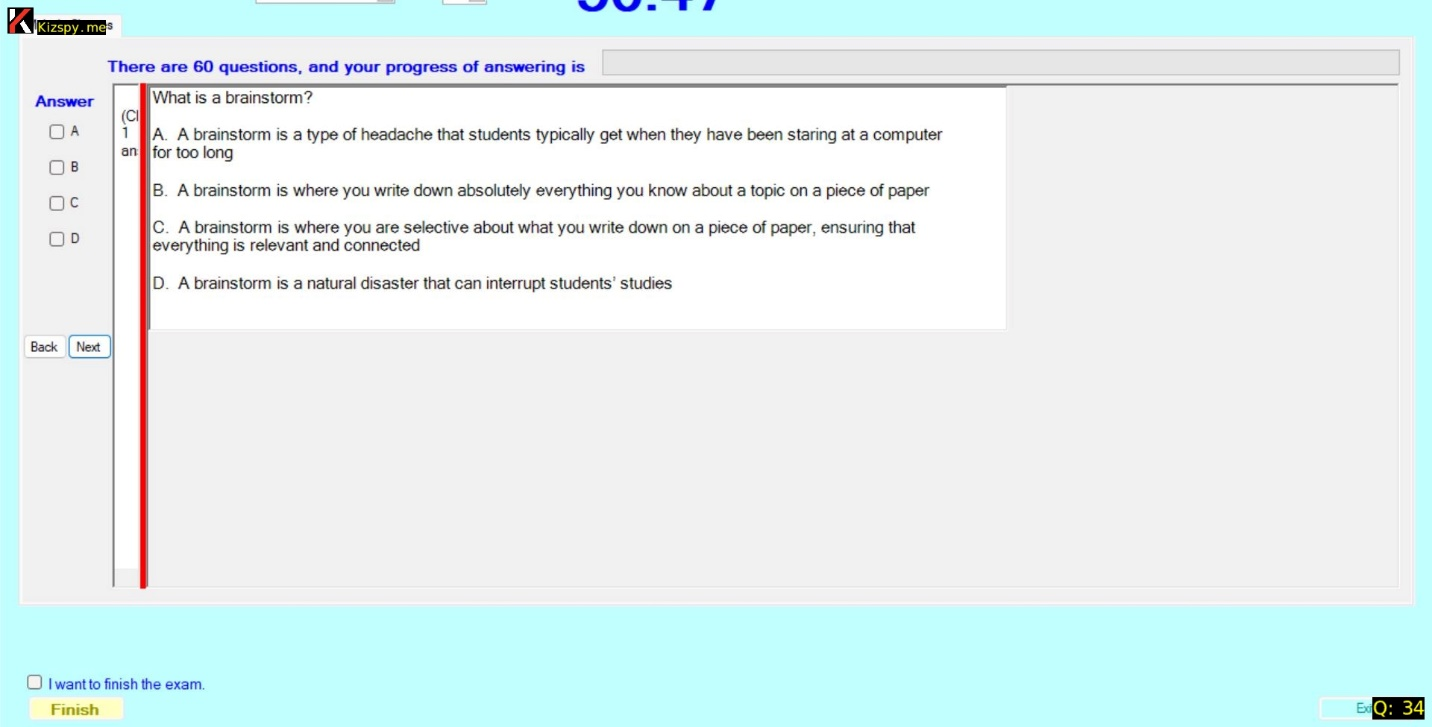 Kizspy.me
There are 60 questions, and your progress of answering is
Answer
A
B
C
D
Back Next
(Cl
1
an
What is a brainstorm?
A. A brainstorm is a type of headache that students typically get when they have been staring at a computer
for too long
B. A brainstorm is where you write down absolutely everything you know about a topic on a piece of paper
C. A brainstorm is where you are selective about what you write down on a piece of paper, ensuring that
everything is relevant and connected
D. A brainstorm is a natural disaster that can interrupt students' studies
I want to finish the exam.
Finish
Q: 34